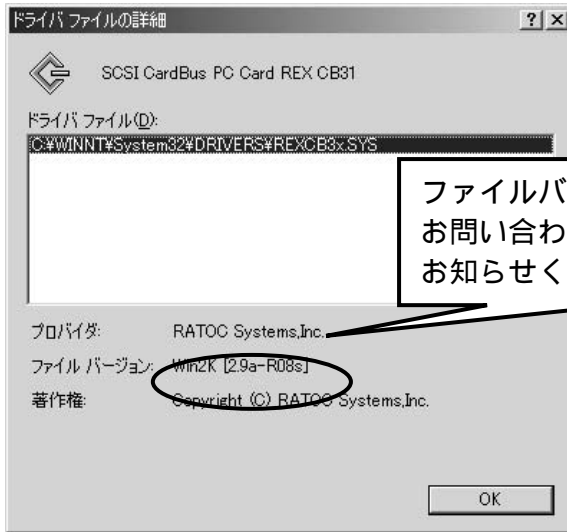 ドライバ ファイルの詳細
SCSI CardBus PC Card REX CB31
ドライバ ファイル(D):
C:¥WINNT¥System32¥DRIVERS¥REXCB3x.SYS
ファイルバ
お問い合わ
お知らせく
プロバイダ: RATOC Systems,Inc.
ファイル バージョン: Win2K [2.9a-R08s]
著作権: Copyright (C) RATOC Systems,Inc.
OK